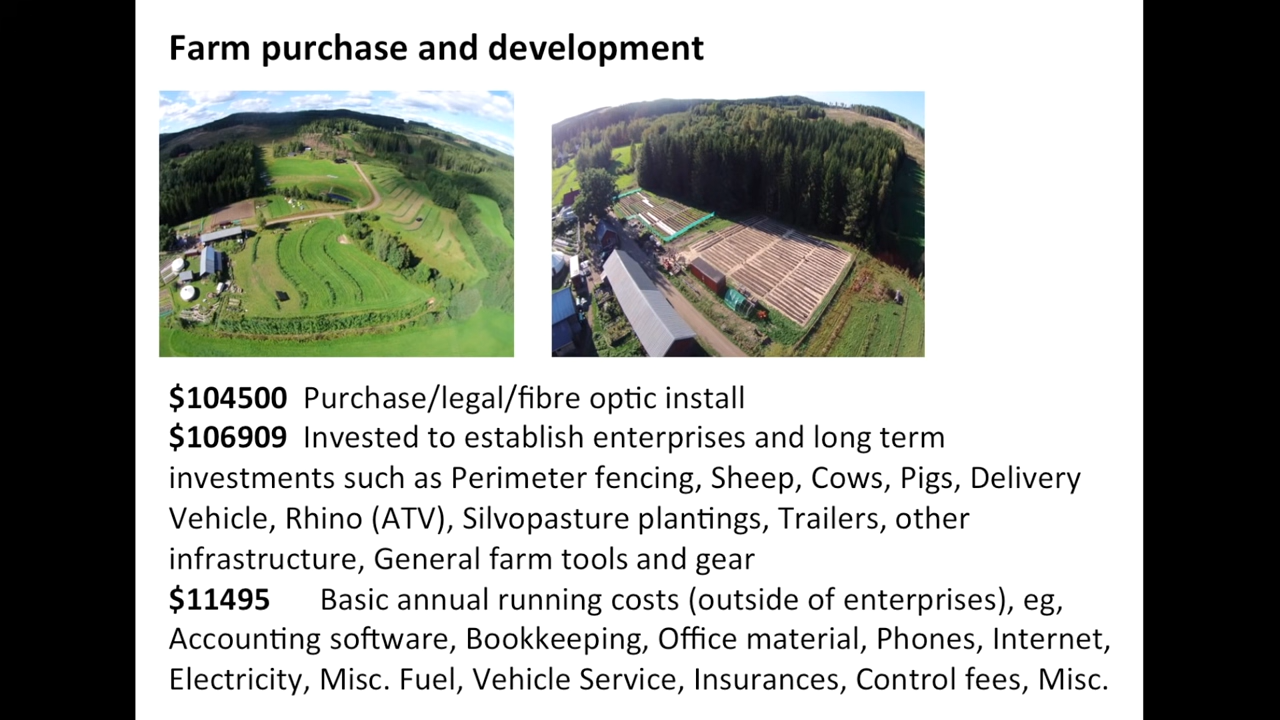 Farm purchase and development
$104500 Purchase/legal/fibre optic install
$106909 Invested to establish enterprises and long term
investments such as Perimeter fencing, Sheep, Cows, Pigs, Delivery
Vehicle, Rhino (ATV), Silvopasture plantings, Trailers, other
infrastructure, General farm tools and gear
$11495 Basic annual running costs (outside of enterprises), eg,
Accounting software, Bookkeeping, Office material, Phones, Internet,
Electricity, Misc. Fuel, Vehicle Service, Insurances, Control fees, Misc.